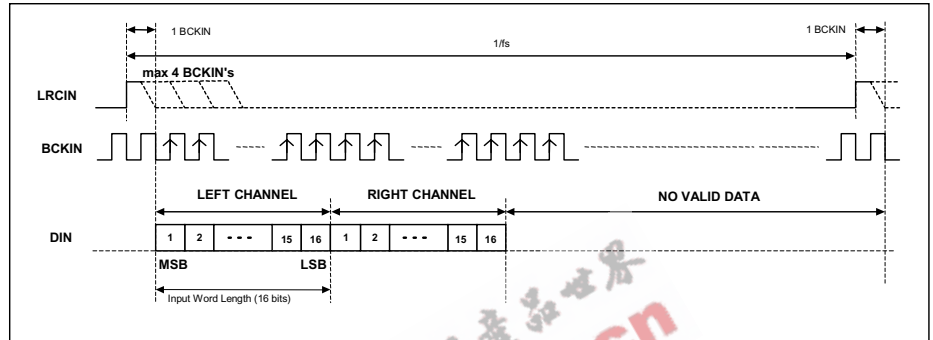 1 BCKIN
1/fs
1 BCKIN
max 4 BCKIN's
LRCIN
BCKIN
LEFT CHANNEL
RIGHT CHANNEL
NO VALID DATA
DIN
1 2 - - - 15 16 1 2 - - - 15 16
MSB
LSB
Input Word Length (16 bits)